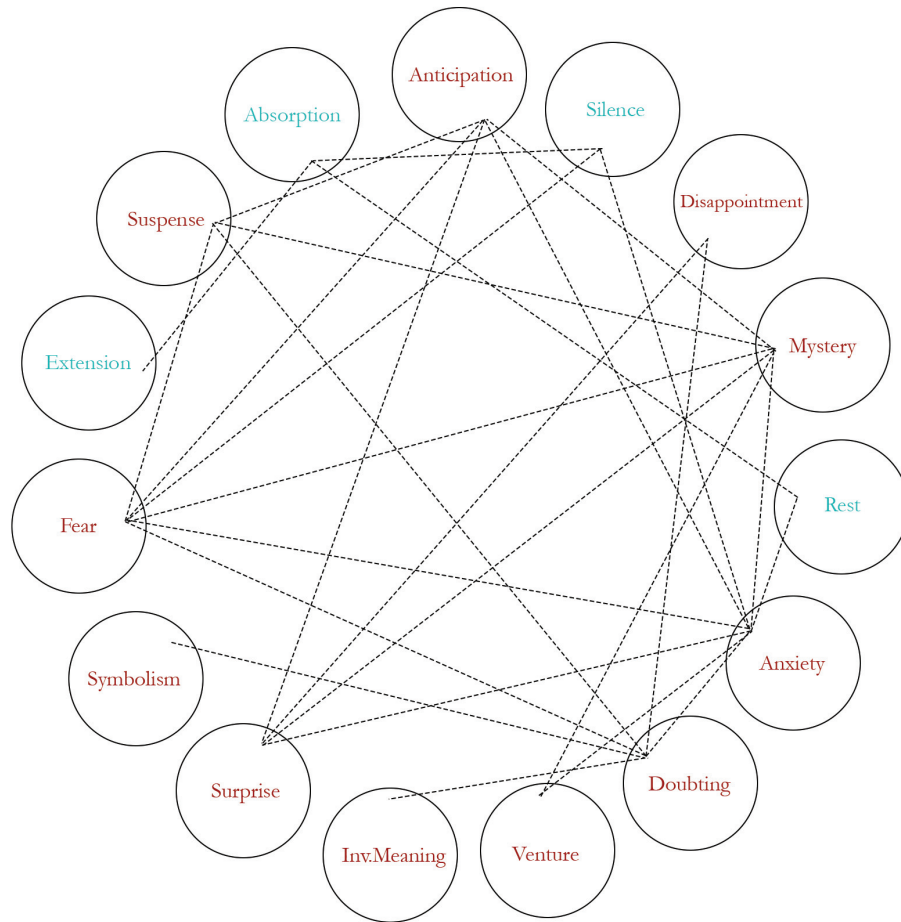 Anticipation
Silence
Absorption
Disappointment
Suspense
Mystery
Extension
Rest
Fear
Anxiety
Symbolism
Doubting
Surprise
Inv.Meaning
Venture